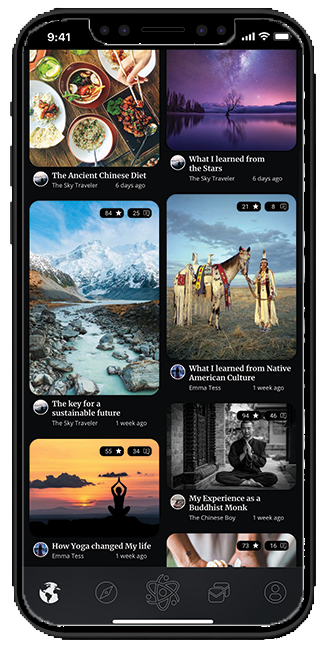 9:41
The Ancient Chinese Diet
The Sky Traveler 6 days ago
What I learned from
the Stars
The Sky Traveler 6 days ago
84 25
The key for a
sustainable future
The Sky Traveler 1 week ago
21 8
What I learned from Native
American Culture
Emma Tess 1 week ago
55 34
How Yoga changed My life
Emma Tess 1 week ago
94 46
My Experience as a
Buddhist Monk
The Chinese Boy 1 week ago
73 16